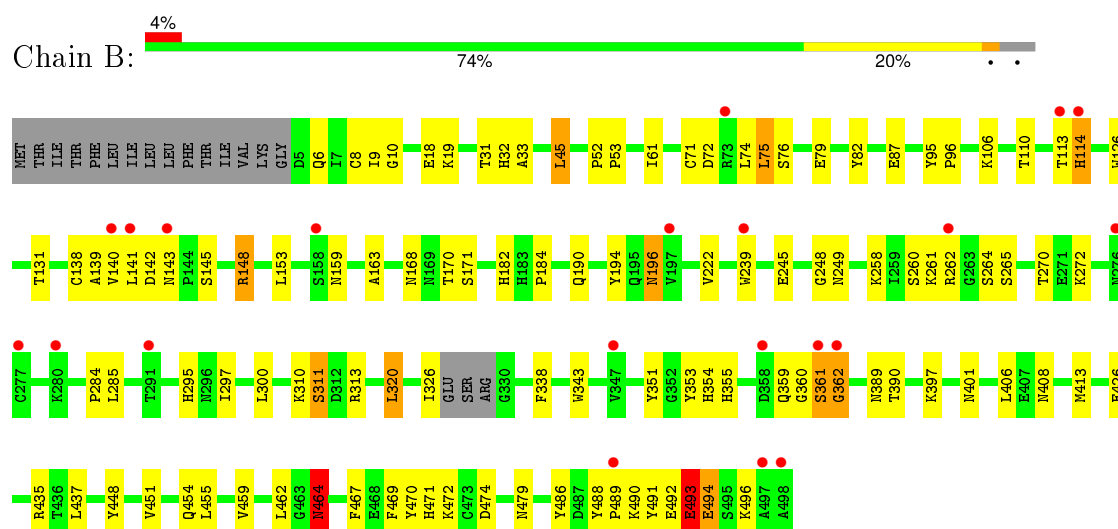 4%
Chain B:
74% 20% • •
MET THR ILE THR PHE LEU ILE LEU LEU PHE THR ILE VAL LYS GLY D5 Q6 I7 C8 I9 G10 E18 K19 T31 H32 A33 L45 P52 P53 I61 C71 D72 R73 L74 L75 S76 E79 Y82 E87 Y95 P96 K106 T110 T113 H114 W126
T131 C138 A139 V140 L141 D142 N143 P144 S145 R148 L153 S158 N159 A163 N168 N169 T170 S171 H182 H183 P184 Q190 Y194 Q195 N196 V197 V222 W239 E245 G248 N249 K258 I259 S260 K261 R262 G263 S264 S265 T270 E271 K272 N276
C277 K280 P284 L285 T291 H295 N296 I297 L300 K310 S311 D312 R313 L320 I326 GLU SER ARG G330 F338 W343 V347 Y351 G352 Y353 H354 H355 D358 Q359 G360 S361 G362 N389 T390 K397 N401 L406 E407 N408 M413
R435 T436 L437 Y448 V451 Q454 L455 V459 L462 G463 N464 F467 E468 F469 Y470 H471 K472 C473 D474 N479 Y486 D487 Y488 P489 K490 Y491 E492 E493 E494 S495 K496 A497 A498